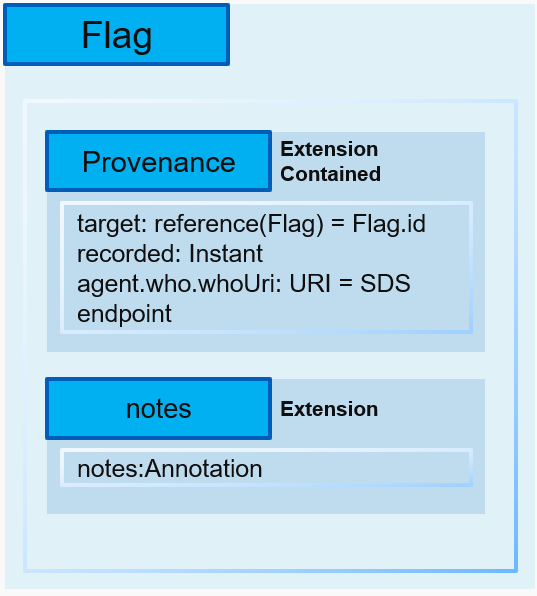 Flag
Provenance
Extension
Contained
target: reference(Flag) = Flag.id
recorded: Instant
agent.who.whoUri: URI = SDS
endpoint
notes
Extension
notes:Annotation